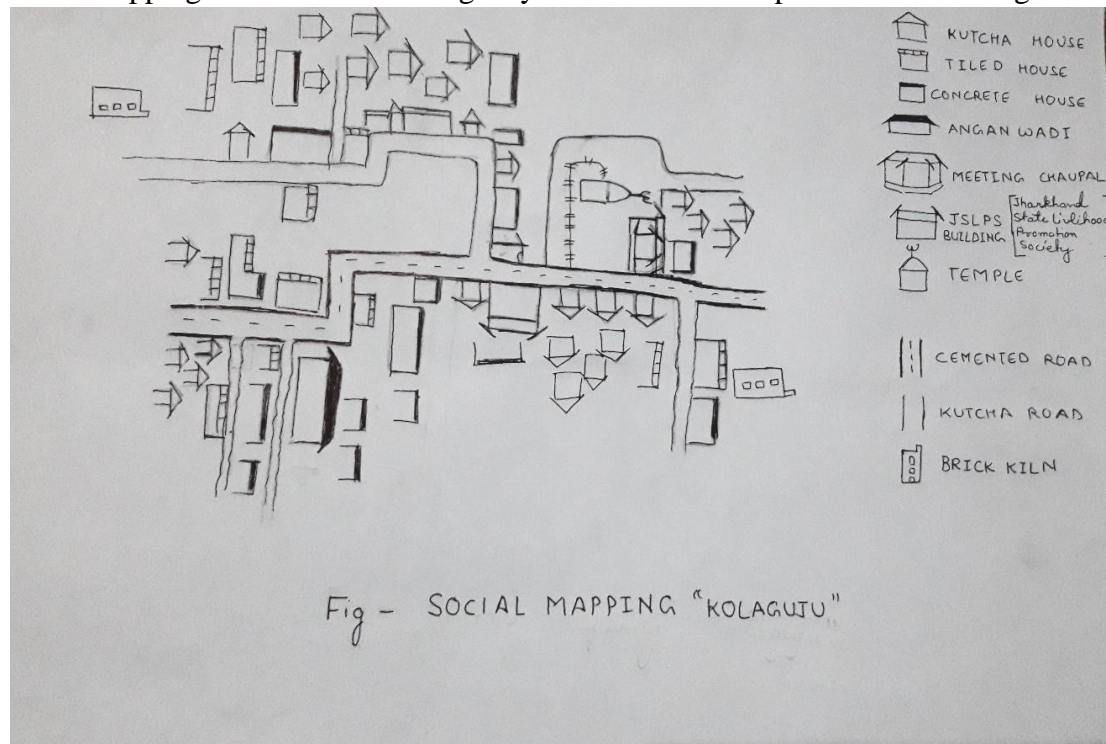 KUTCHA HOUSE
TILED HOUSE
CONCRETE HOUSE
ANGAN WADI
MEETING CHAUPAL
JSLPS BUILDING [Jharkhand State Livlihood Promotion Society]
TEMPLE
CEMENTED ROAD
KUTCHA ROAD
BRICK KILN
Fig - SOCIAL MAPPING "KOLAGUJU"